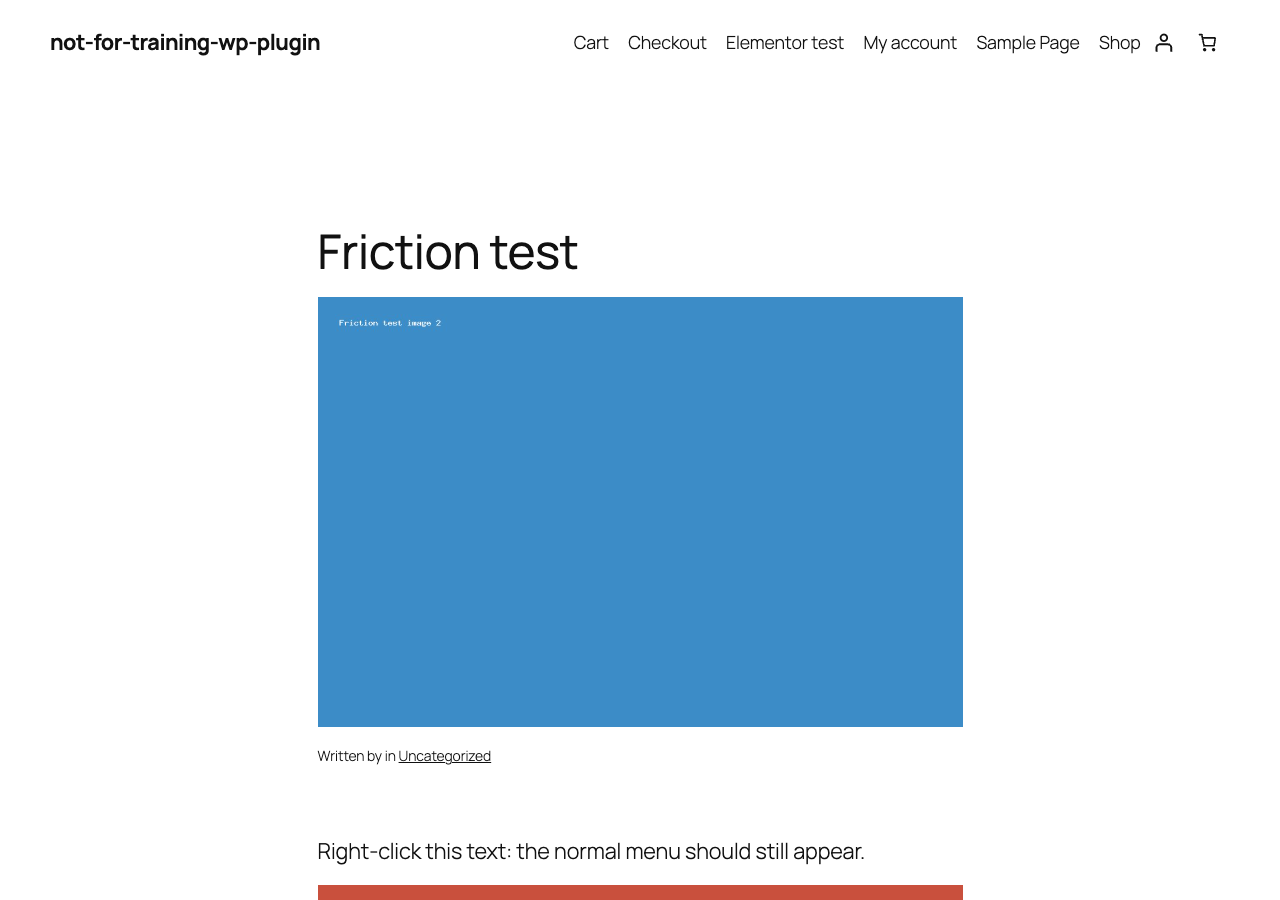 not-for-training-wp-plugin
Cart Checkout Elementor test My account Sample Page Shop
Friction test
Friction test image 2
Written by in Uncategorized
Right-click this text: the normal menu should still appear.